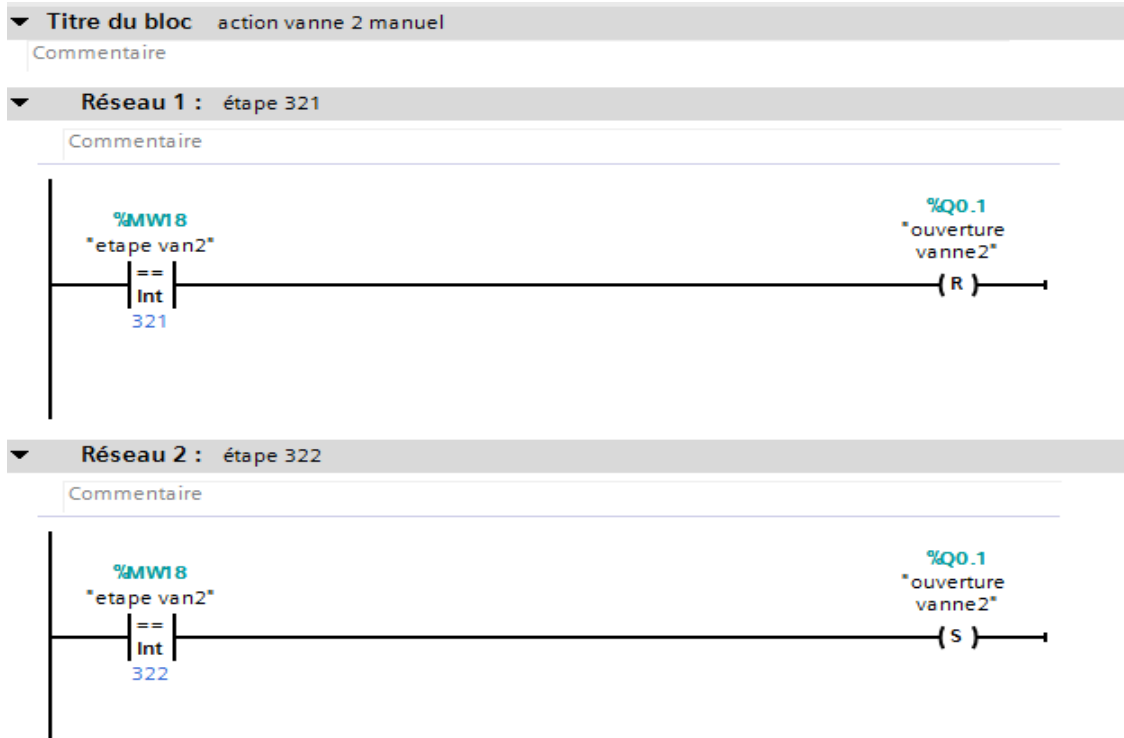 Titre du bloc action vanne 2 manuel
Commentaire
Réseau 1 : étape 321
Commentaire
%MW18
"etape van2"
==
Int
321
%Q0.1
"ouverture
vanne2"
( R )
Réseau 2 : étape 322
Commentaire
%MW18
"etape van2"
==
Int
322
%Q0.1
"ouverture
vanne2"
( S )